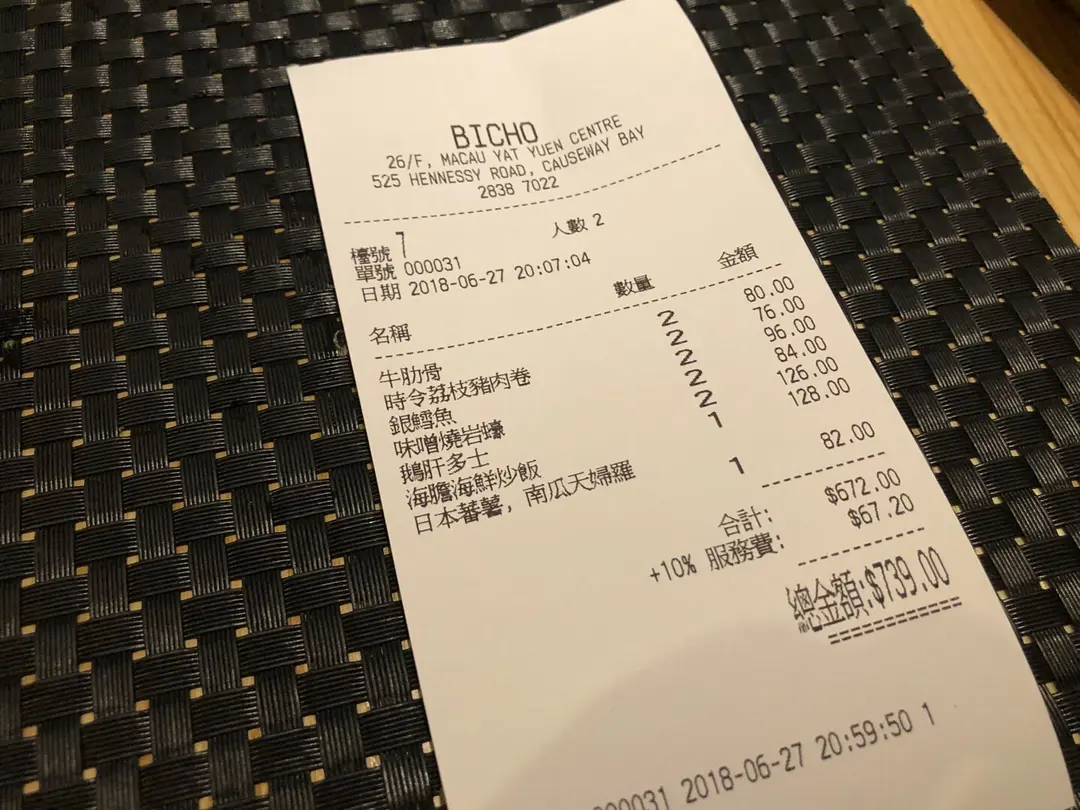 BICHO
26/F, MACAU YAT YUEN CENTRE
525 HENNESSY ROAD, CAUSEWAY BAY
2838 7022
檯號 7 人數 2
單號 000031
日期 2018-06-27 20:07:04
名稱 數量 金額
牛肋骨 2 80.00
時令荔枝豬肉卷 2 76.00
銀鱈魚 2 96.00
味噌燒岩蠔 2 84.00
鵝肝多士 2 126.00
海膽海鮮炒飯 1 128.00
日本蕃薯, 南瓜天婦羅 1 82.00
合計: $672.00
+10% 服務費: $67.20
總金額:$739.00
000031 2018-06-27 20:59:50 1